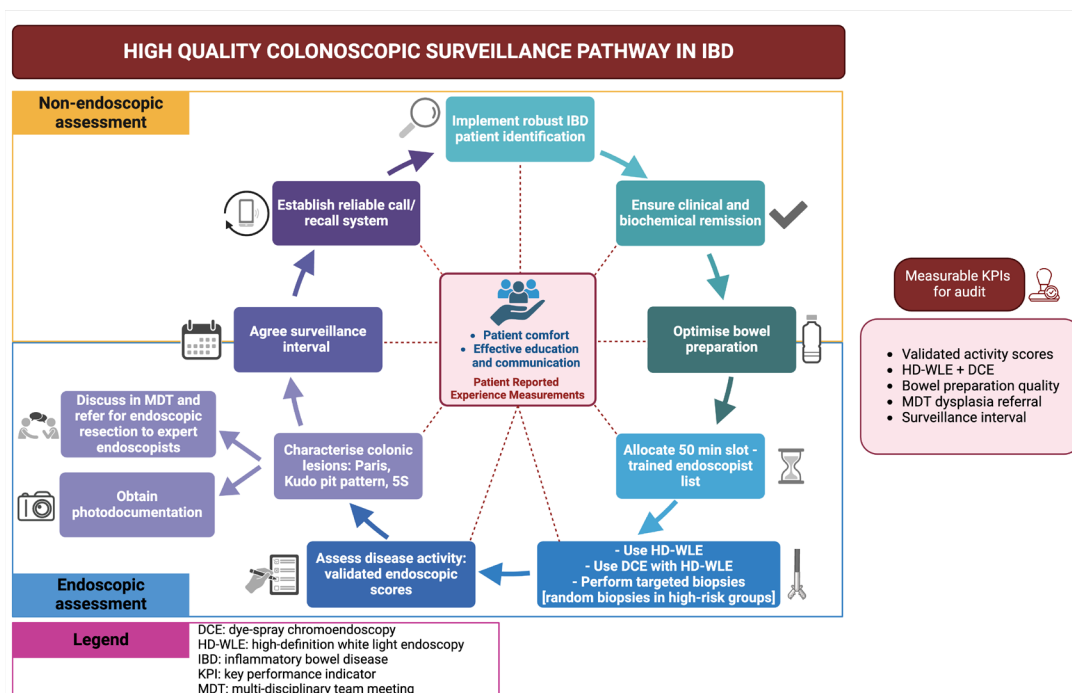 HIGH QUALITY COLONOSCOPIC SURVEILLANCE PATHWAY IN IBD
Non-endoscopic
assessment
Implement robust IBD
patient identification
Establish reliable call/
recall system
Ensure clinical and
biochemical remission
Agree surveillance
interval
• Patient comfort
• Effective education
and communication
Patient Reported
Experience Measurements
Optimise bowel
preparation
Measurable KPIs
for audit
• Validated activity scores
• HD-WLE + DCE
• Bowel preparation quality
• MDT dysplasia referral
• Surveillance interval
Discuss in MDT and
refer for endoscopic
resection to expert
endoscopists
Characterise colonic
lesions: Paris,
Kudo pit pattern, 5S
Allocate 50 min slot -
trained endoscopist
list
Obtain
photodocumentation
Assess disease activity:
validated endoscopic
scores
- Use HD-WLE
- Use DCE with HD-WLE
- Perform targeted biopsies
[random biopsies in high-risk groups]
Endoscopic
assessment
Legend
DCE: dye-spray chromoendoscopy
HD-WLE: high-definition white light endoscopy
IBD: inflammatory bowel disease
KPI: key performance indicator
MDT: multi-disciplinary team meeting